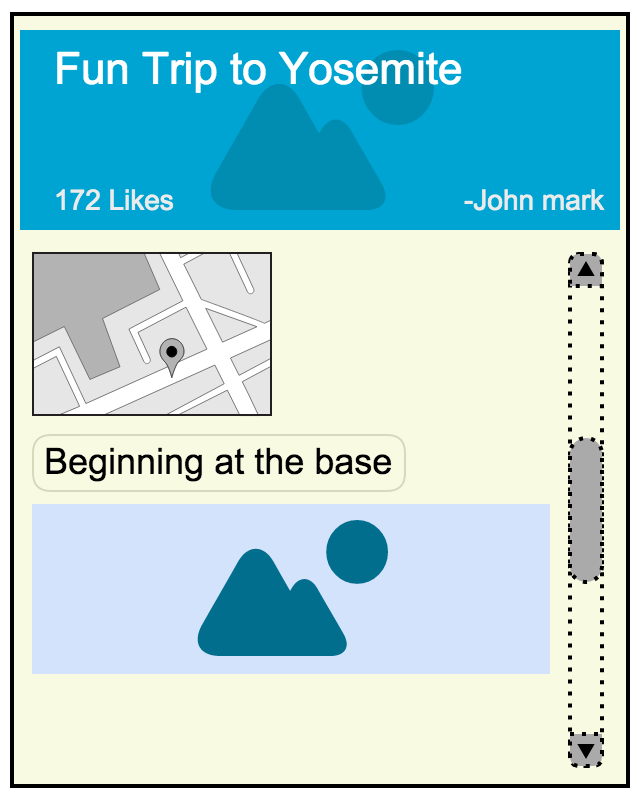 Fun Trip to Yosemite
172 Likes
-John mark
Beginning at the base